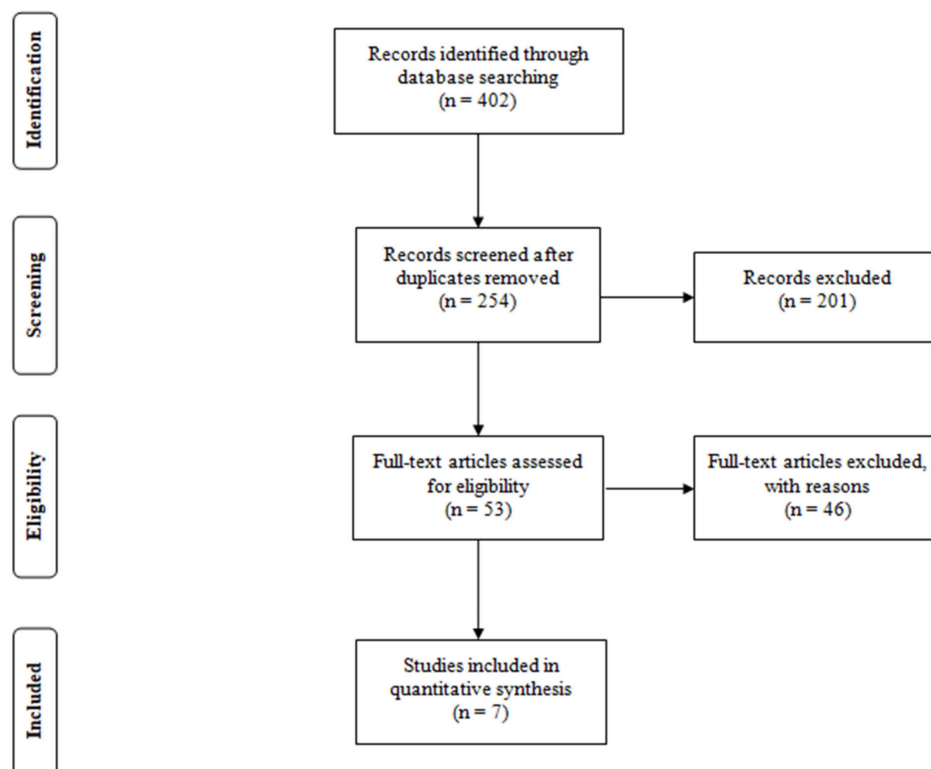 Identification
Records identified through
database searching
(n = 402)
Screening
Records screened after
duplicates removed
(n = 254)
Records excluded
(n = 201)
Eligibility
Full-text articles assessed
for eligibility
(n = 53)
Full-text articles excluded,
with reasons
(n = 46)
Included
Studies included in
quantitative synthesis
(n = 7)